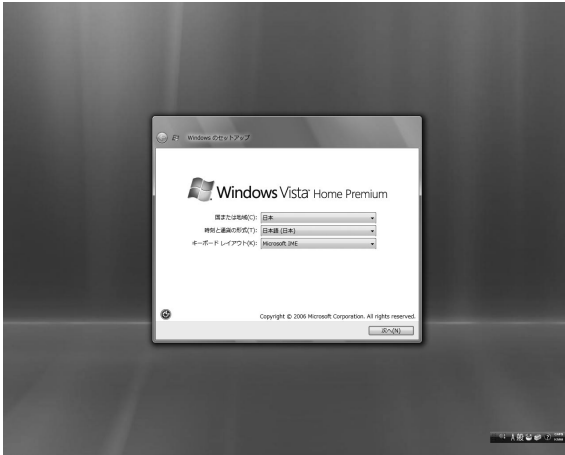 Windows のセットアップ
Windows Vista Home Premium
国または地域(C): 日本
時刻と通貨の形式(T): 日本語 (日本)
キーボード レイアウト(K): Microsoft IME
Copyright © 2006 Microsoft Corporation. All rights reserved.
次へ(N)
般